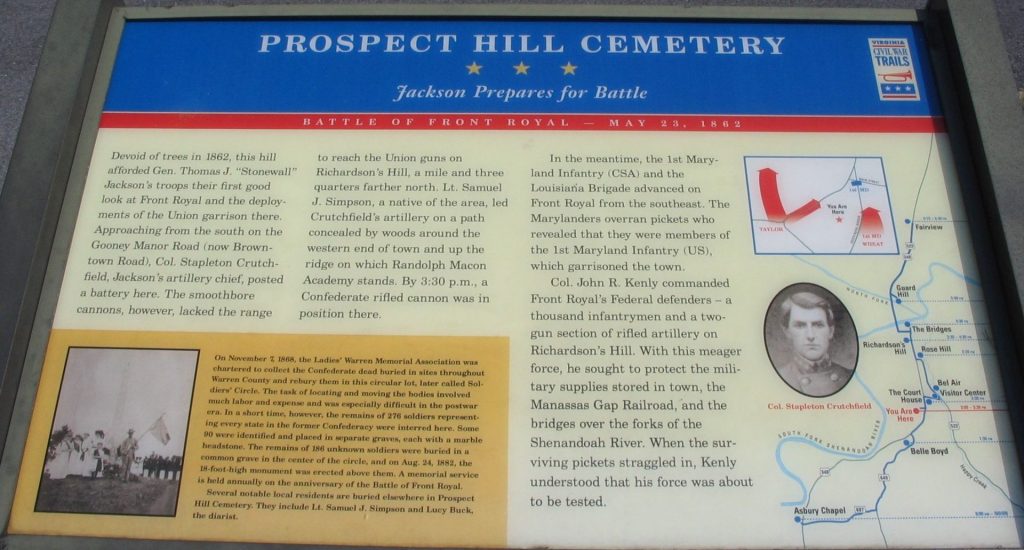 PROSPECT HILL CEMETERY
Jackson Prepares for Battle
VIRGINIA
CIVIL WAR
TRAILS
BATTLE OF FRONT ROYAL — MAY 23, 1862
Devoid of trees in 1862, this hill
afforded Gen. Thomas J. "Stonewall"
Jackson's troops their first good
look at Front Royal and the deploy-
ments of the Union garrison there.
Approaching from the south on the
Gooney Manor Road (now Brown-
town Road), Col. Stapleton Crutch-
field, Jackson's artillery chief, posted
a battery here. The smoothbore
cannons, however, lacked the range
to reach the Union guns on
Richardson's Hill, a mile and three
quarters farther north. Lt. Samuel
J. Simpson, a native of the area, led
Crutchfield's artillery on a path
concealed by woods around the
western end of town and up the
ridge on which Randolph Macon
Academy stands. By 3:30 p.m., a
Confederate rifled cannon was in
position there.
In the meantime, the 1st Mary-
land Infantry (CSA) and the
Louisiana Brigade advanced on
Front Royal from the southeast. The
Marylanders overran pickets who
revealed that they were members of
the 1st Maryland Infantry (US),
which garrisoned the town.
Col. John R. Kenly commanded
Front Royal's Federal defenders – a
thousand infantrymen and a two-
gun section of rifled artillery on
Richardson's Hill. With this meager
force, he sought to protect the mili-
tary supplies stored in town, the
Manassas Gap Railroad, and the
bridges over the forks of the
Shenandoah River. When the sur-
viving pickets straggled in, Kenly
understood that his force was about
to be tested.
On November 7, 1868, the Ladies' Warren Memorial Association was
chartered to collect the Confederate dead buried in sites throughout
Warren County and rebury them in this circular lot, later called Sol-
diers' Circle. The task of locating and moving the bodies involved
much labor and expense and was especially difficult in the postwar
era. In a short time, however, the remains of 276 soldiers represent-
ing every state in the former Confederacy were interred here. Some
90 were identified and placed in separate graves, each with a marble
headstone. The remains of 186 unknown soldiers were buried in a
common grave in the center of the circle, and on Aug. 24, 1882, the
18-foot-high monument was erected above them. A memorial service
is held annually on the anniversary of the Battle of Front Royal.
Several notable local residents are buried elsewhere in Prospect
Hill Cemetery. They include Lt. Samuel J. Simpson and Lucy Buck,
the diarist.
You Are
Here
TAYLOR
1st MD
WHEAT
Col. Stapleton Crutchfield
Fairview
NORTH FORK
Guard
Hill
The Bridges
Richardson's
Hill
Rose Hill
Bel Air
Visitor Center
The Court
House
You Are
Here
SOUTH FORK SHENANDOAH RIVER
Belle Boyd
Happy Creek
Asbury Chapel